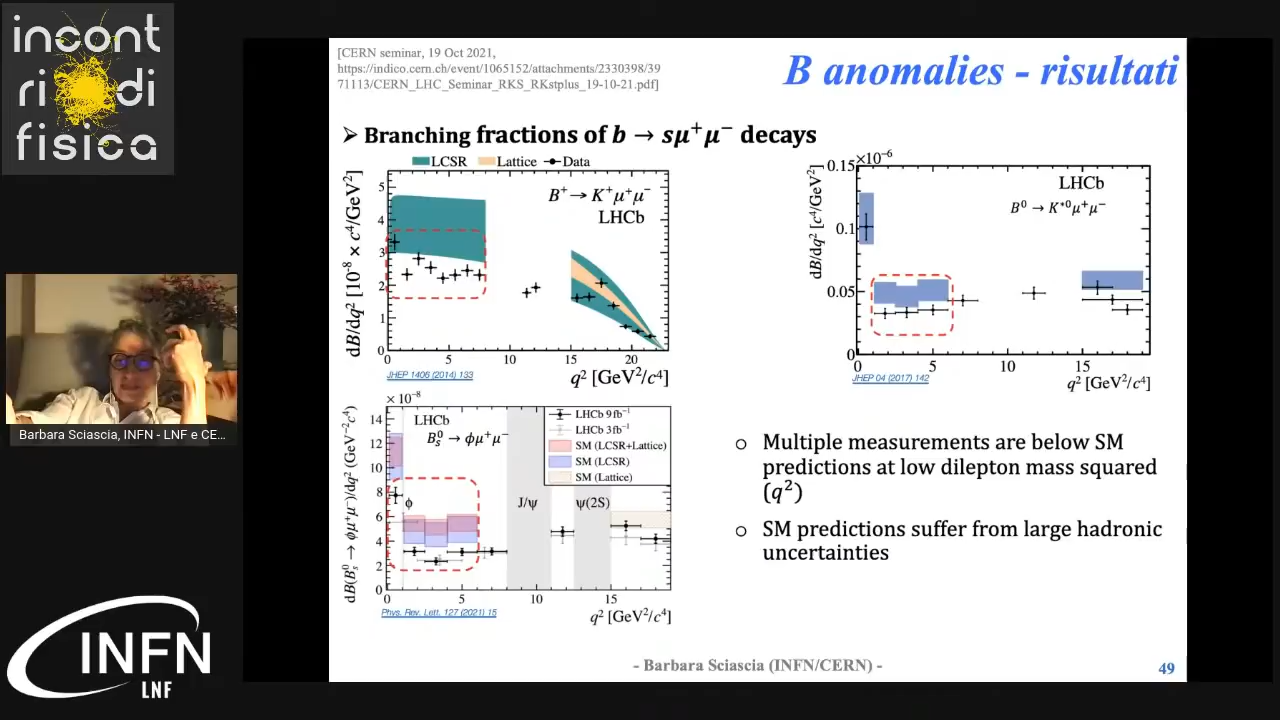 incont
ri di
fisica
[CERN seminar, 19 Oct 2021,
https://indico.cern.ch/event/1065152/attachments/2330398/39
71113/CERN_LHC_Seminar_RKS_RKstplus_19-10-21.pdf]
B anomalies - risultati
➢ Branching fractions of b → sμ⁺μ⁻ decays
LCSR Lattice Data
B⁺ → K⁺μ⁺μ⁻
LHCb
dB/dq² [10⁻⁸ × c⁴/GeV²]
5
4
3
2
1
0
0 5 10 15 20
q² [GeV²/c⁴]
JHEP 1406 (2014) 133
×10⁻⁶
LHCb
B⁰ → K*⁰μ⁺μ⁻
dB/dq² [c⁴/GeV²]
0.15
0.1
0.05
0
0 5 10 15
q² [GeV²/c⁴]
JHEP 04 (2017) 142
× 10⁻⁸
LHCb
B⁰ₛ → ϕμ⁺μ⁻
LHCb 9fb⁻¹
LHCb 3fb⁻¹
SM (LCSR+Lattice)
SM (LCSR)
SM (Lattice)
ϕ
J/ψ
ψ(2S)
dB(B⁰ₛ → ϕμ⁺μ⁻)/dq² (GeV⁻²c⁴)
14
12
10
8
6
4
2
0
0 5 10 15
q² [GeV²/c⁴]
Phys. Rev. Lett. 127 (2021) 15
○ Multiple measurements are below SM
predictions at low dilepton mass squared
(q²)
○ SM predictions suffer from large hadronic
uncertainties
Barbara Sciascia, INFN - LNF e CE...
INFN
LNF
- Barbara Sciascia (INFN/CERN) -
49